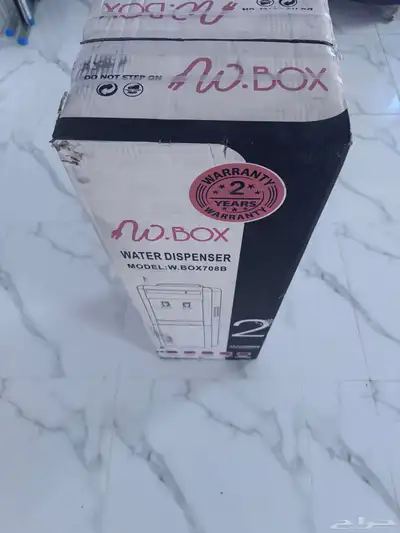 W.BOX
DO NOT STEP ON
W.BOX
WARRANTY
2
YEARS
WARRANTY
W.BOX
WATER DISPENSER
MODEL:W.BOX708B
2
حراج